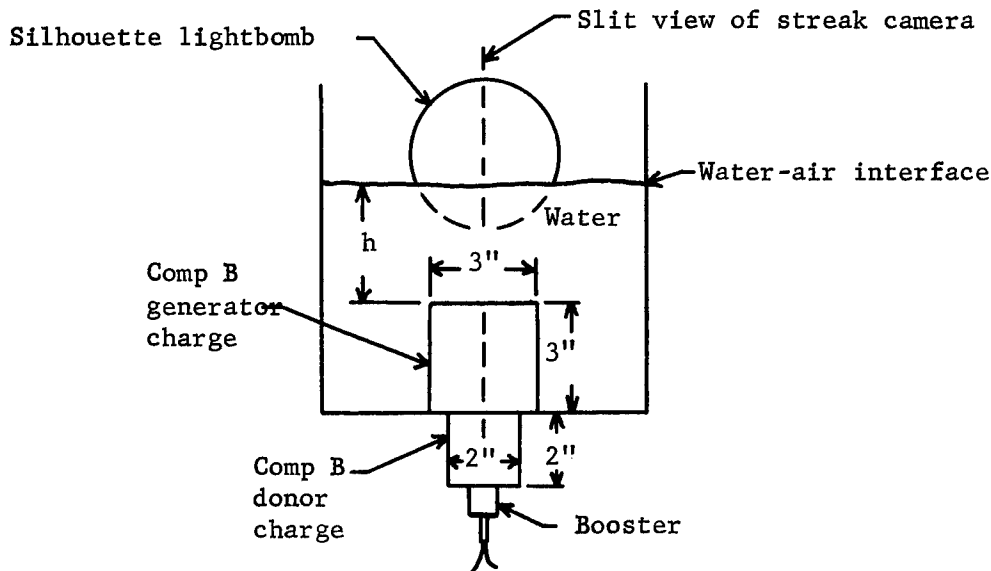 Slit view of streak camera
Silhouette lightbomb
Water-air interface
Water
h
3"
Comp B
generator
charge
3"
2"
2"
Comp B
donor
charge
Booster